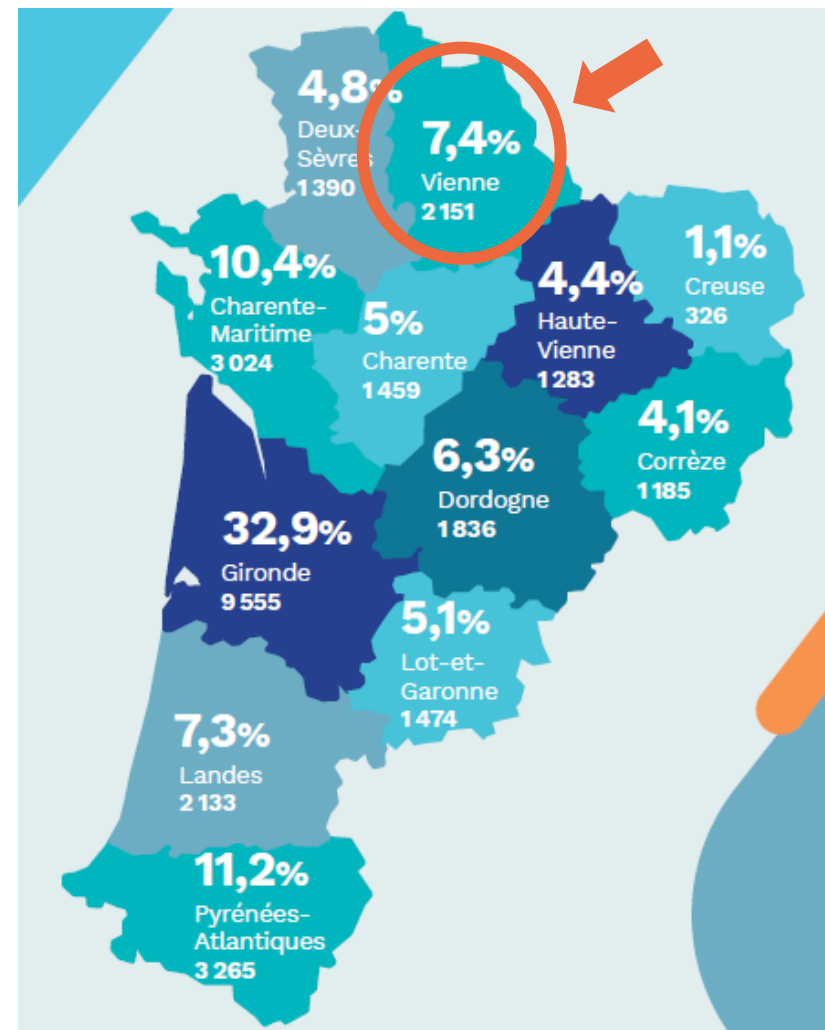 4,8%
Deux-
Sèvres
1 390
7,4%
Vienne
2 151
10,4%
Charente-
Maritime
3 024
5%
Charente
1 459
4,4%
Haute-
Vienne
1 283
1,1%
Creuse
326
4,1%
Corrèze
1 185
6,3%
Dordogne
1 836
32,9%
Gironde
9 555
5,1%
Lot-et-
Garonne
1 474
7,3%
Landes
2 133
11,2%
Pyrénées-
Atlantiques
3 265